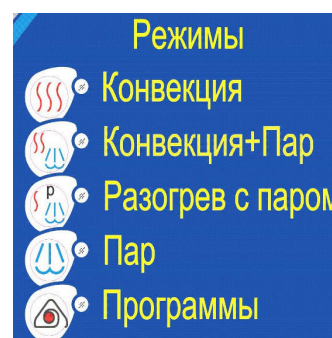 Режимы
Конвекция
Конвекция+Пар
P
Разогрев с паром
Пар
Программы